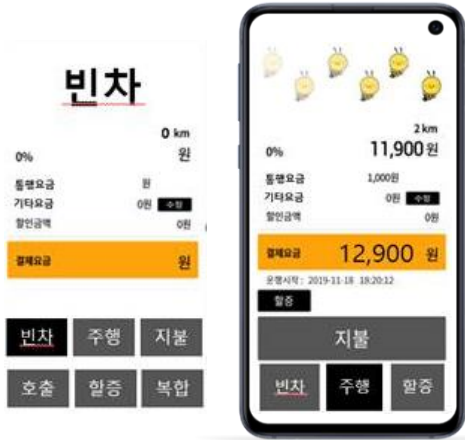 빈차
0 km
0% 원
통행요금 원
기타요금 0원 수정
할인금액 0원
결제요금 원
빈차 주행 지불
호출 할증 복합
2 km
0% 11,900 원
통행요금 1,000원
기타요금 0원 수정
할인금액 0원
결제요금 12,900 원
운행시작 : 2019-11-18 18:20:12
할증
지불
빈차 주행 할증